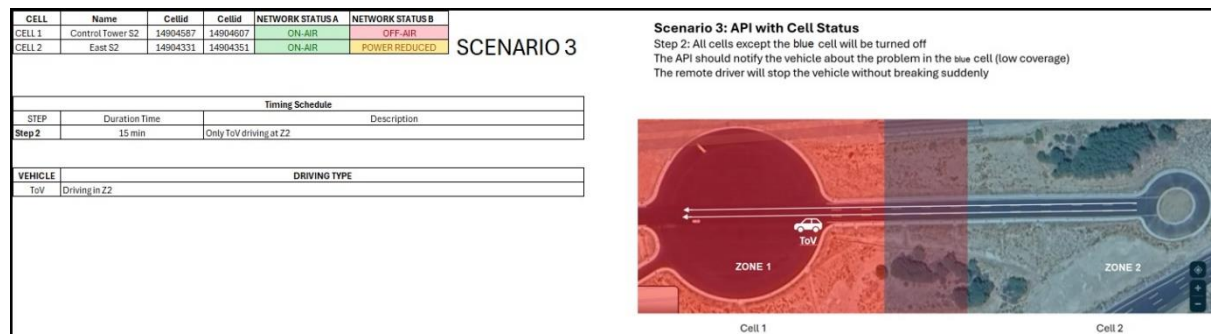 CELL Name Cellid Cellid NETWORK STATUS A NETWORK STATUS B
CELL 1 Control Tower S2 14904587 14904607 ON-AIR OFF-AIR
CELL 2 East S2 14904331 14904351 ON-AIR POWER REDUCED
SCENARIO 3
Timing Schedule
STEP Duration Time Description
Step 2 15 min Only ToV driving at Z2
VEHICLE DRIVING TYPE
ToV Driving in Z2
Scenario 3: API with Cell Status
Step 2: All cells except the blue cell will be turned off
The API should notify the vehicle about the problem in the blue cell (low coverage)
The remote driver will stop the vehicle without breaking suddenly
ToV
ZONE 1
ZONE 2
Cell 1
Cell 2